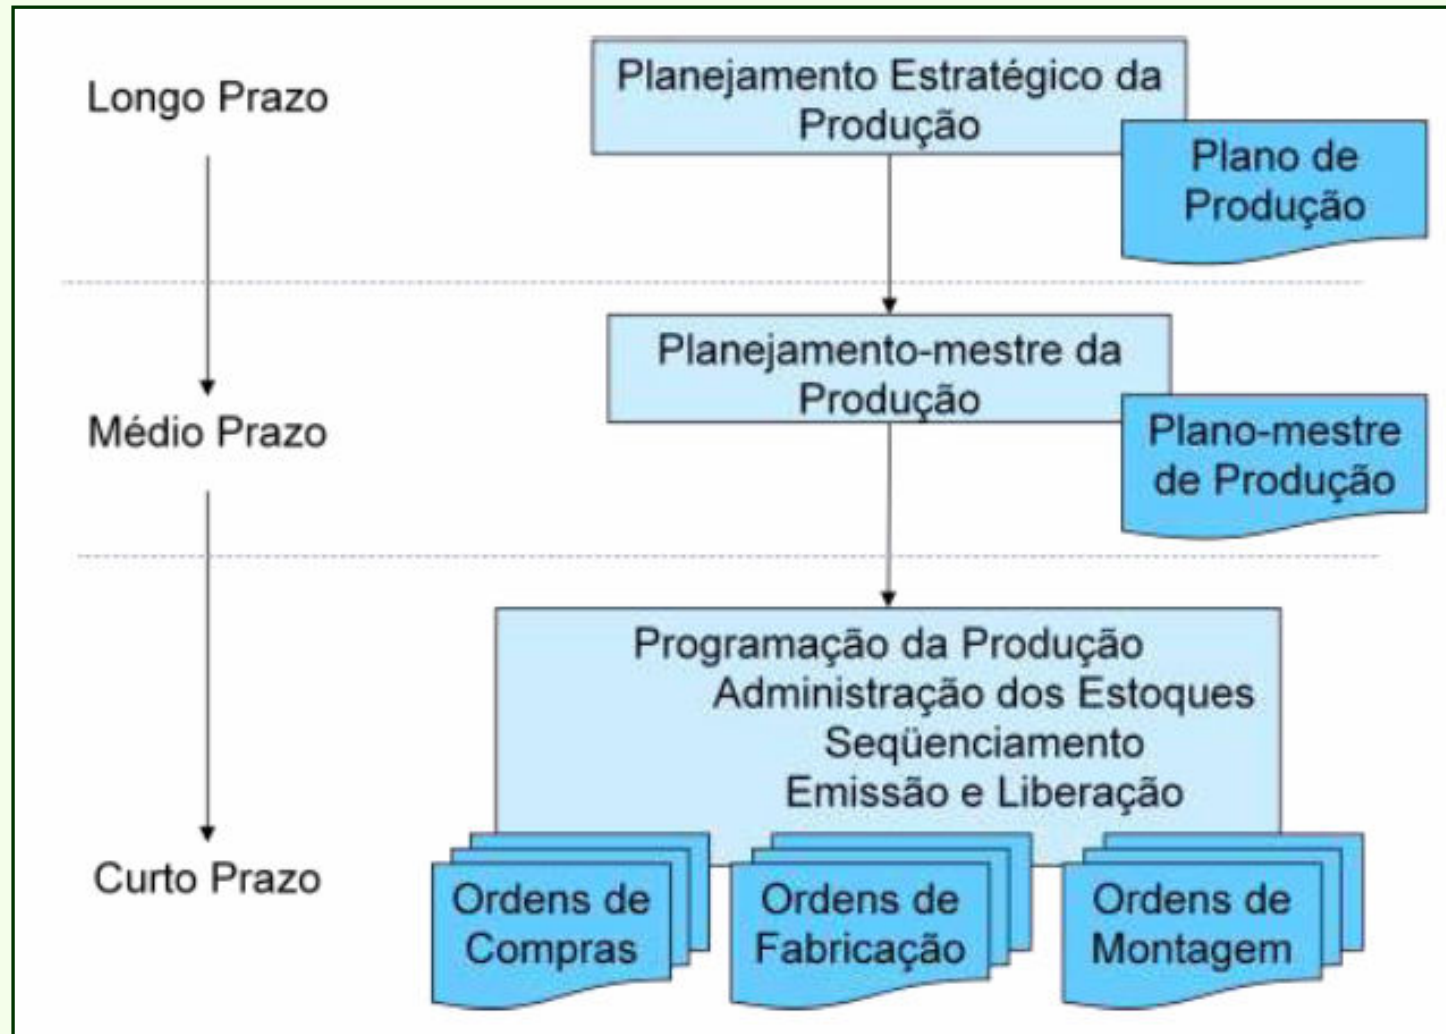 Longo Prazo
Planejamento Estratégico da
Produção
Plano de
Produção
Médio Prazo
Planejamento-mestre da
Produção
Plano-mestre
de Produção
Curto Prazo
Programação da Produção
Administração dos Estoques
Seqüenciamento
Emissão e Liberação
Ordens de
Compras
Ordens de
Fabricação
Ordens de
Montagem